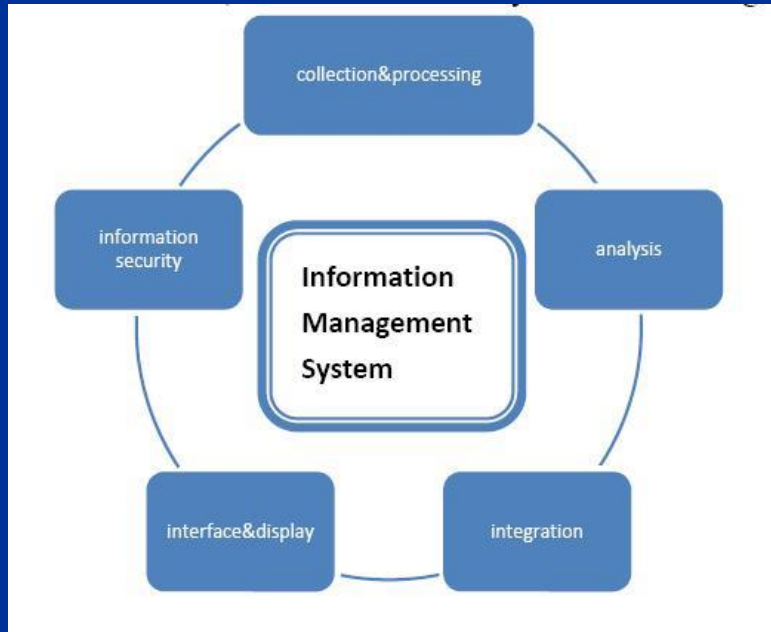 collection&processing
information
security
analysis
Information
Management
System
interface&display
integration